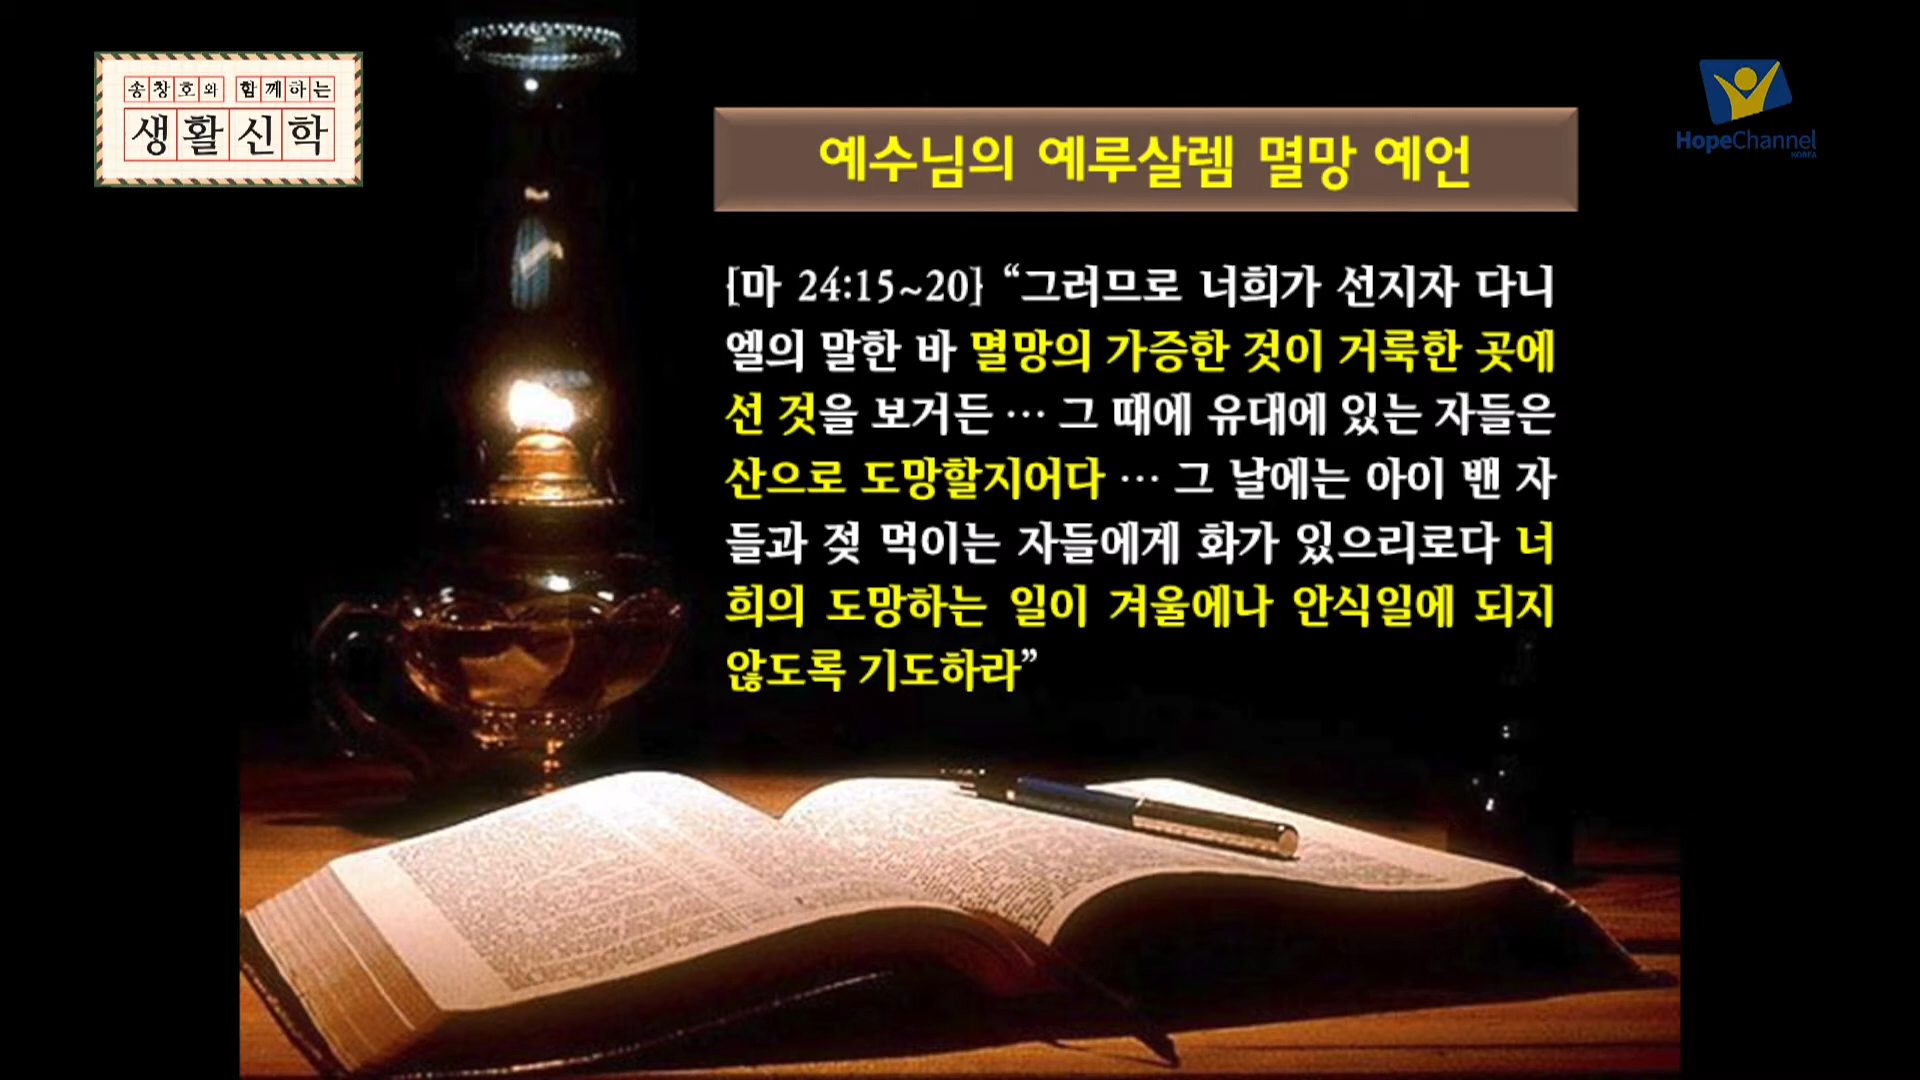 송창호와 함께하는
생활신학
HopeChannel
KOREA
예수님의 예루살렘 멸망 예언
{마 24:15~20} “그러므로 너희가 선지자 다니
엘의 말한 바 멸망의 가증한 것이 거룩한 곳에
선 것을 보거든 … 그 때에 유대에 있는 자들은
산으로 도망할지어다 … 그 날에는 아이 밴 자
들과 젖 먹이는 자들에게 화가 있으리로다 너
희의 도망하는 일이 겨울에나 안식일에 되지
않도록 기도하라”